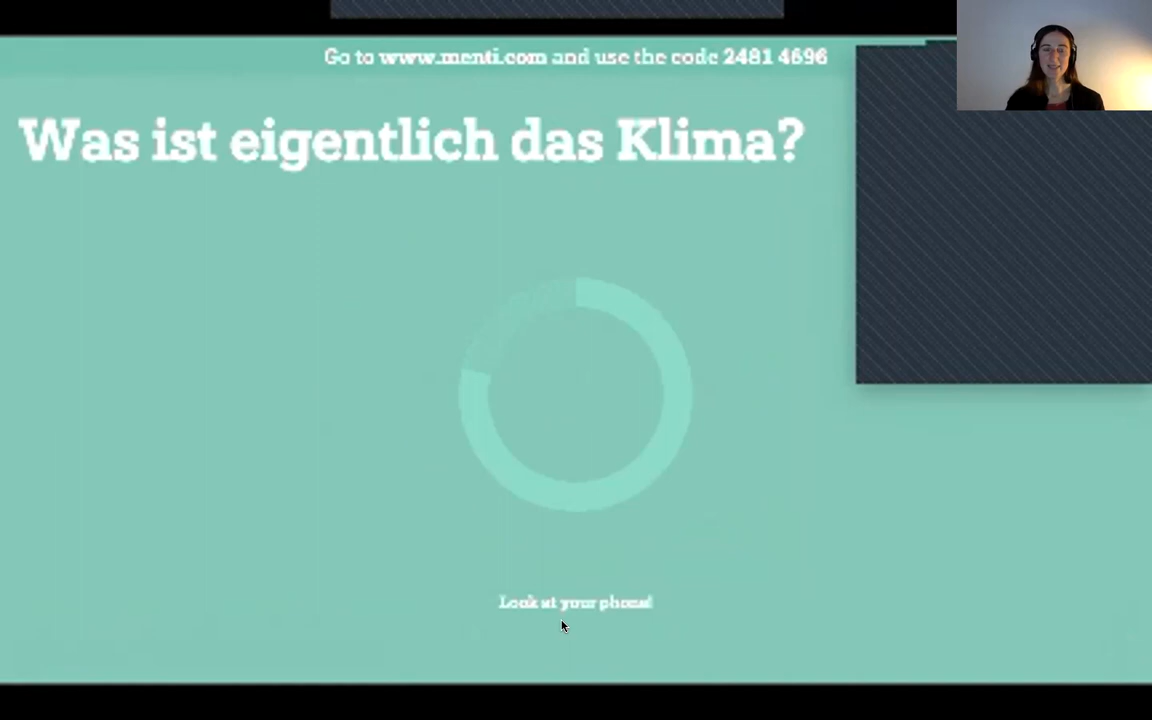 Go to www.menti.com and use the code 2481 4696
Was ist eigentlich das Klima?
Look at your phone!